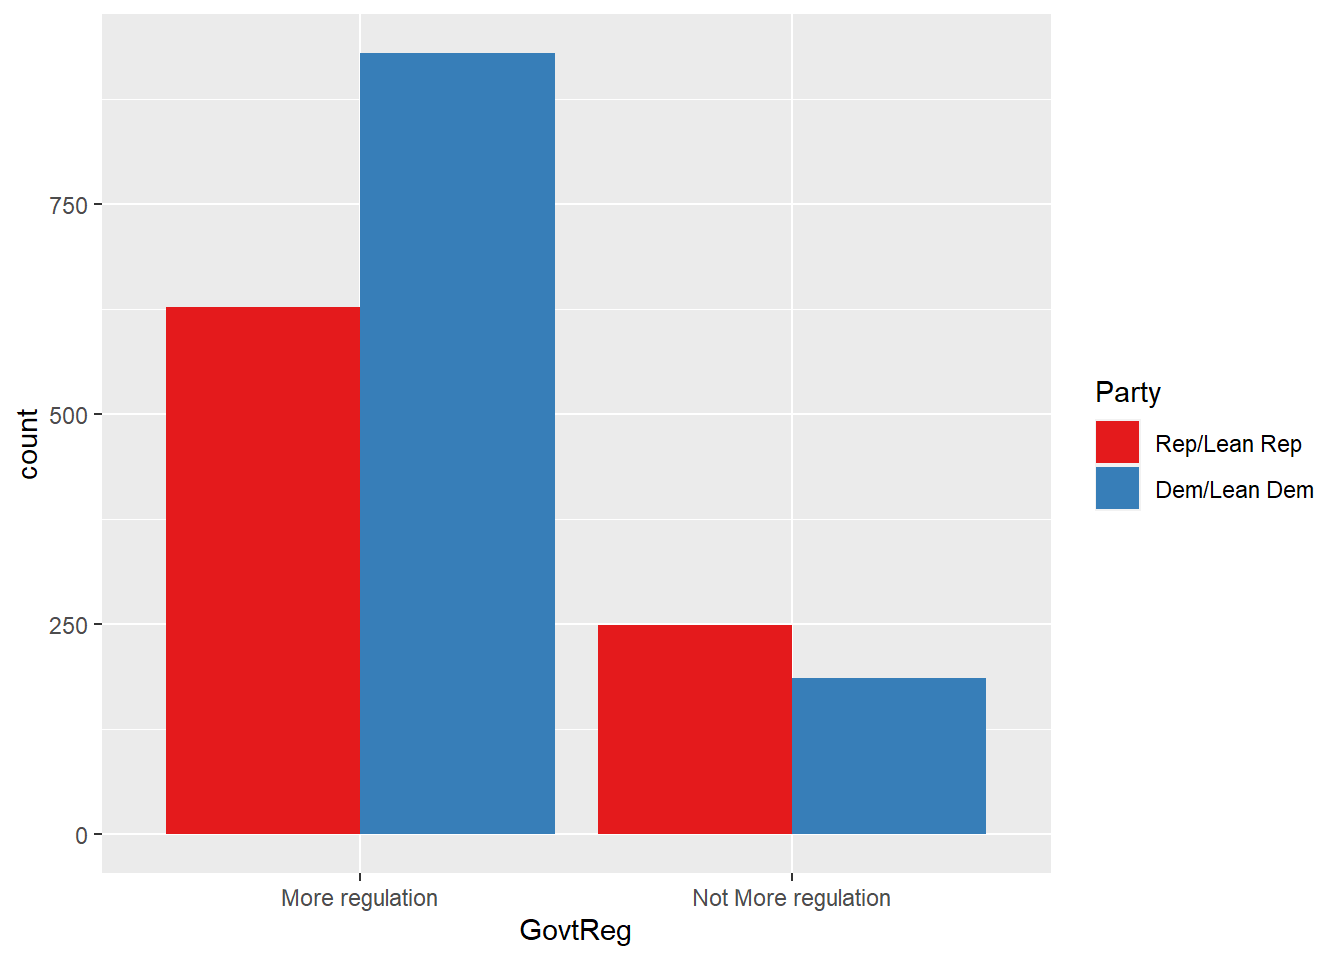 count
750
500
250
0
More regulation
Not More regulation
GovtReg
Party
Rep/Lean Rep
Dem/Lean Dem